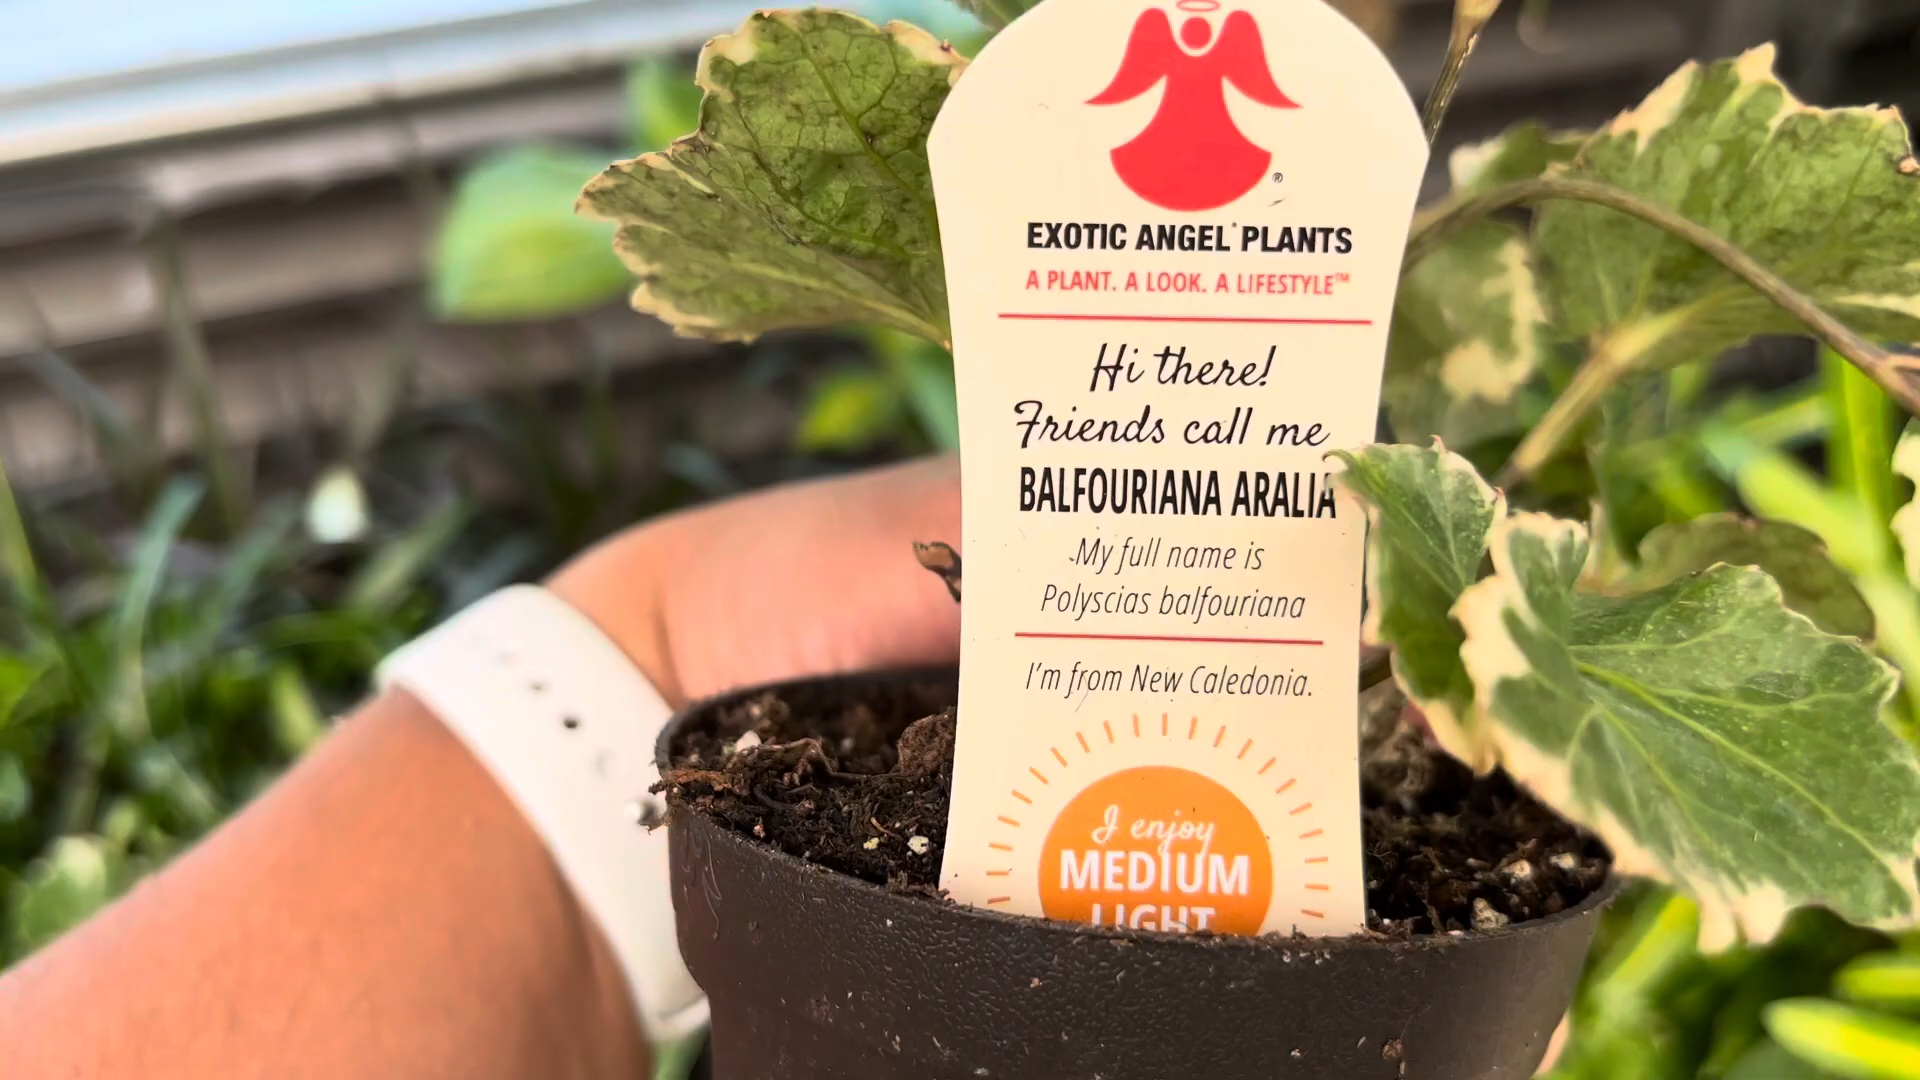 ®
EXOTIC ANGEL® PLANTS
A PLANT. A LOOK. A LIFESTYLE™
Hi there!
Friends call me
BALFOURIANA ARALIA
My full name is
Polyscias balfouriana
I'm from New Caledonia.
I enjoy
MEDIUM
LIGHT